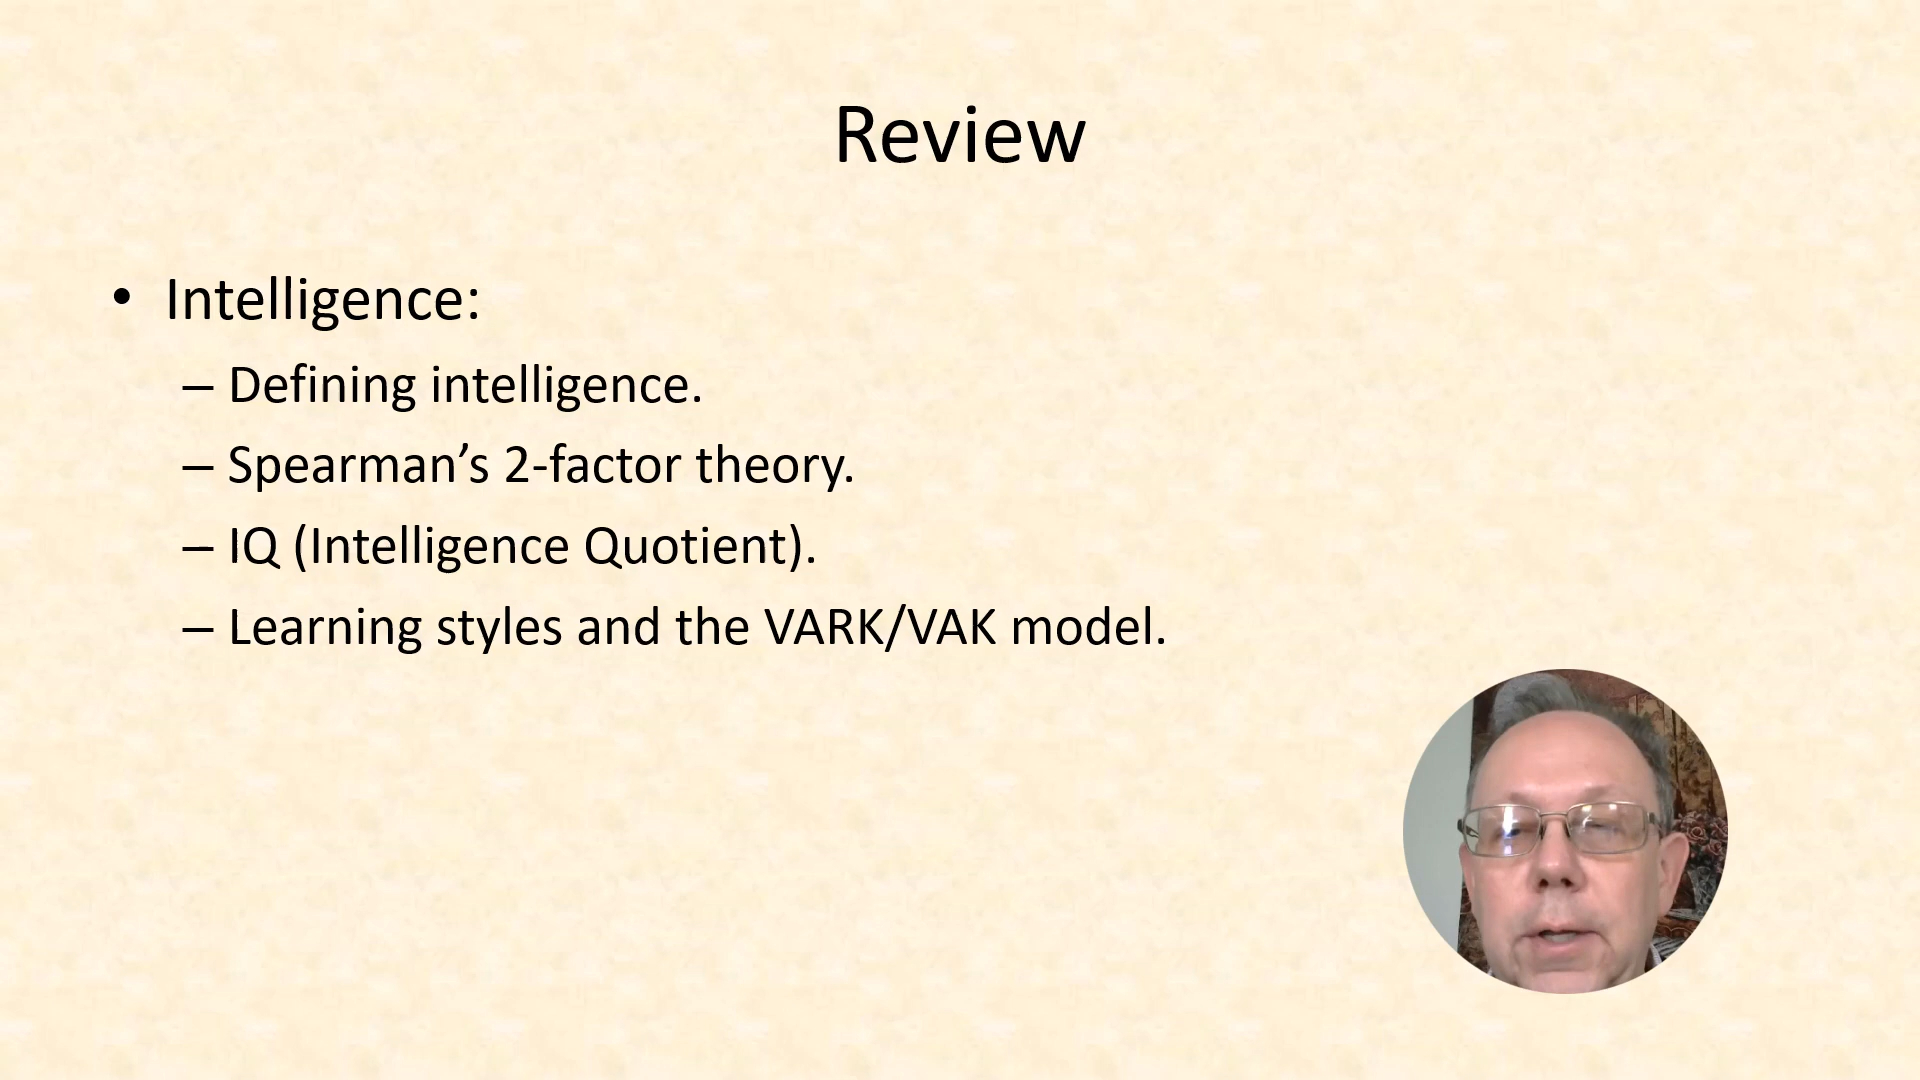 Review
• Intelligence:
– Defining intelligence.
– Spearman’s 2-factor theory.
– IQ (Intelligence Quotient).
– Learning styles and the VARK/VAK model.